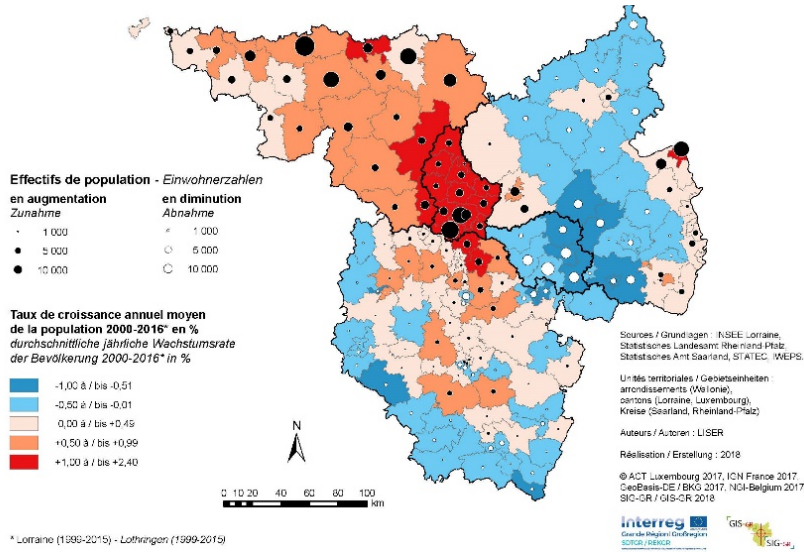 Effectifs de population - Einwohnerzahlen
en augmentation
Zunahme
1 000
5 000
10 000
en diminution
Abnahme
1 000
5 000
10 000
Taux de croissance annuel moyen
de la population 2000-2016* en %
durchschnittliche jährliche Wachstumsrate
der Bevölkerung 2000-2016* in %
-1,00 à / bis -0,51
-0,50 à / bis -0,01
0,00 à / bis +0,49
+0,50 à / bis +0,99
+1,00 à / bis +2,40
N
0 10 20 40 60 80 100
km
* Lorraine (1999-2015) - Lothringen (1999-2015)
Sources / Grundlagen : INSEE Lorraine,
Statistisches Landesamt Rheinland-Pfalz,
Statistisches Amt Saarland, STATEC, IWEPS.
Unités territoriales / Gebietseinheiten :
arrondissements (Wallonie),
cantons (Lorraine, Luxembourg),
Kreise (Saarland, Rheinland-Pfalz)
Auteurs / Autoren : LISER
Réalisation / Erstellung : 2018
© ACT Luxembourg 2017, IGN France 2017,
GeoBasis-DE / BKG 2017, NGI-Belgium 2017
SIG-GR / GIS-GR 2018
Interreg
Grande Région | Großregion
SDTGR / REKGR
GIS-GR
SIG-GR